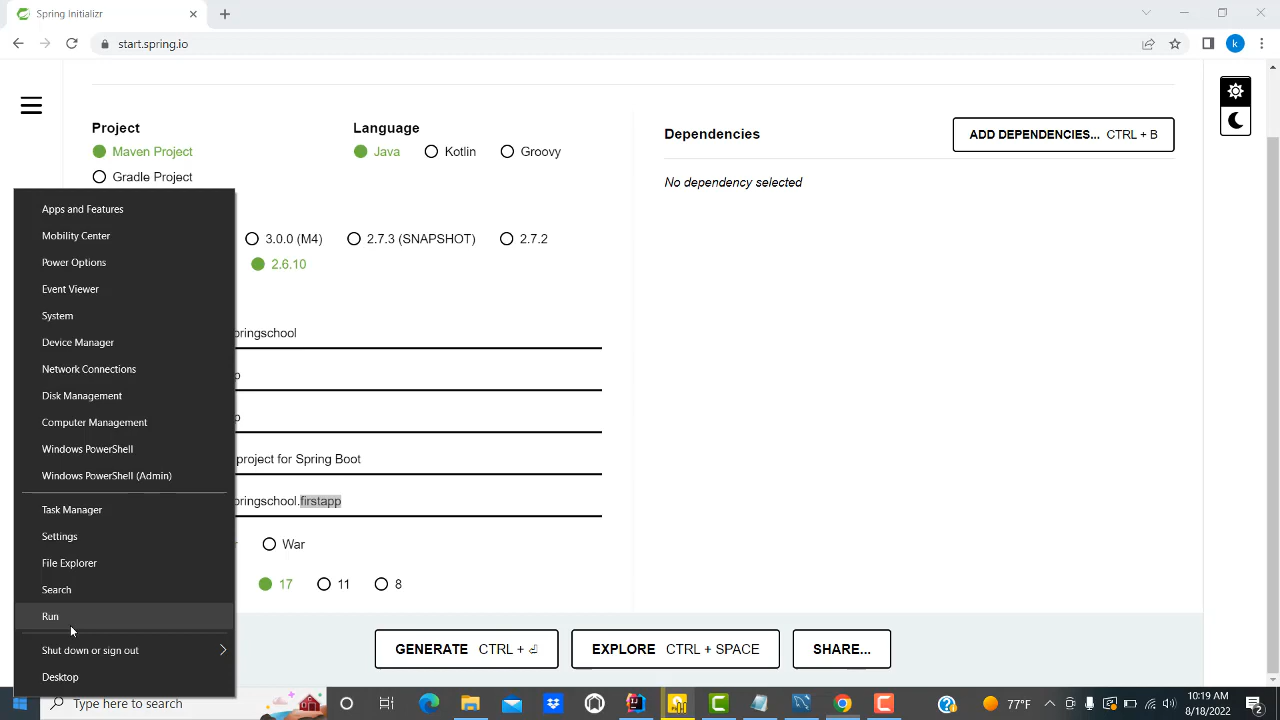 Spring Initializr
start.spring.io
k
Project
Language
Dependencies
ADD DEPENDENCIES... CTRL + B
Maven Project
Java
Kotlin
Groovy
Gradle Project
No dependency selected
3.0.0 (M4)
2.7.3 (SNAPSHOT)
2.7.2
2.6.10
pringschool
p
p
project for Spring Boot
pringschool.firstapp
War
17
11
8
GENERATE CTRL + ⏎
EXPLORE CTRL + SPACE
SHARE...
Apps and Features
Mobility Center
Power Options
Event Viewer
System
Device Manager
Network Connections
Disk Management
Computer Management
Windows PowerShell
Windows PowerShell (Admin)
Task Manager
Settings
File Explorer
Search
Run
Shut down or sign out
Desktop
Type here to search
77°F
10:19 AM
8/18/2022
2